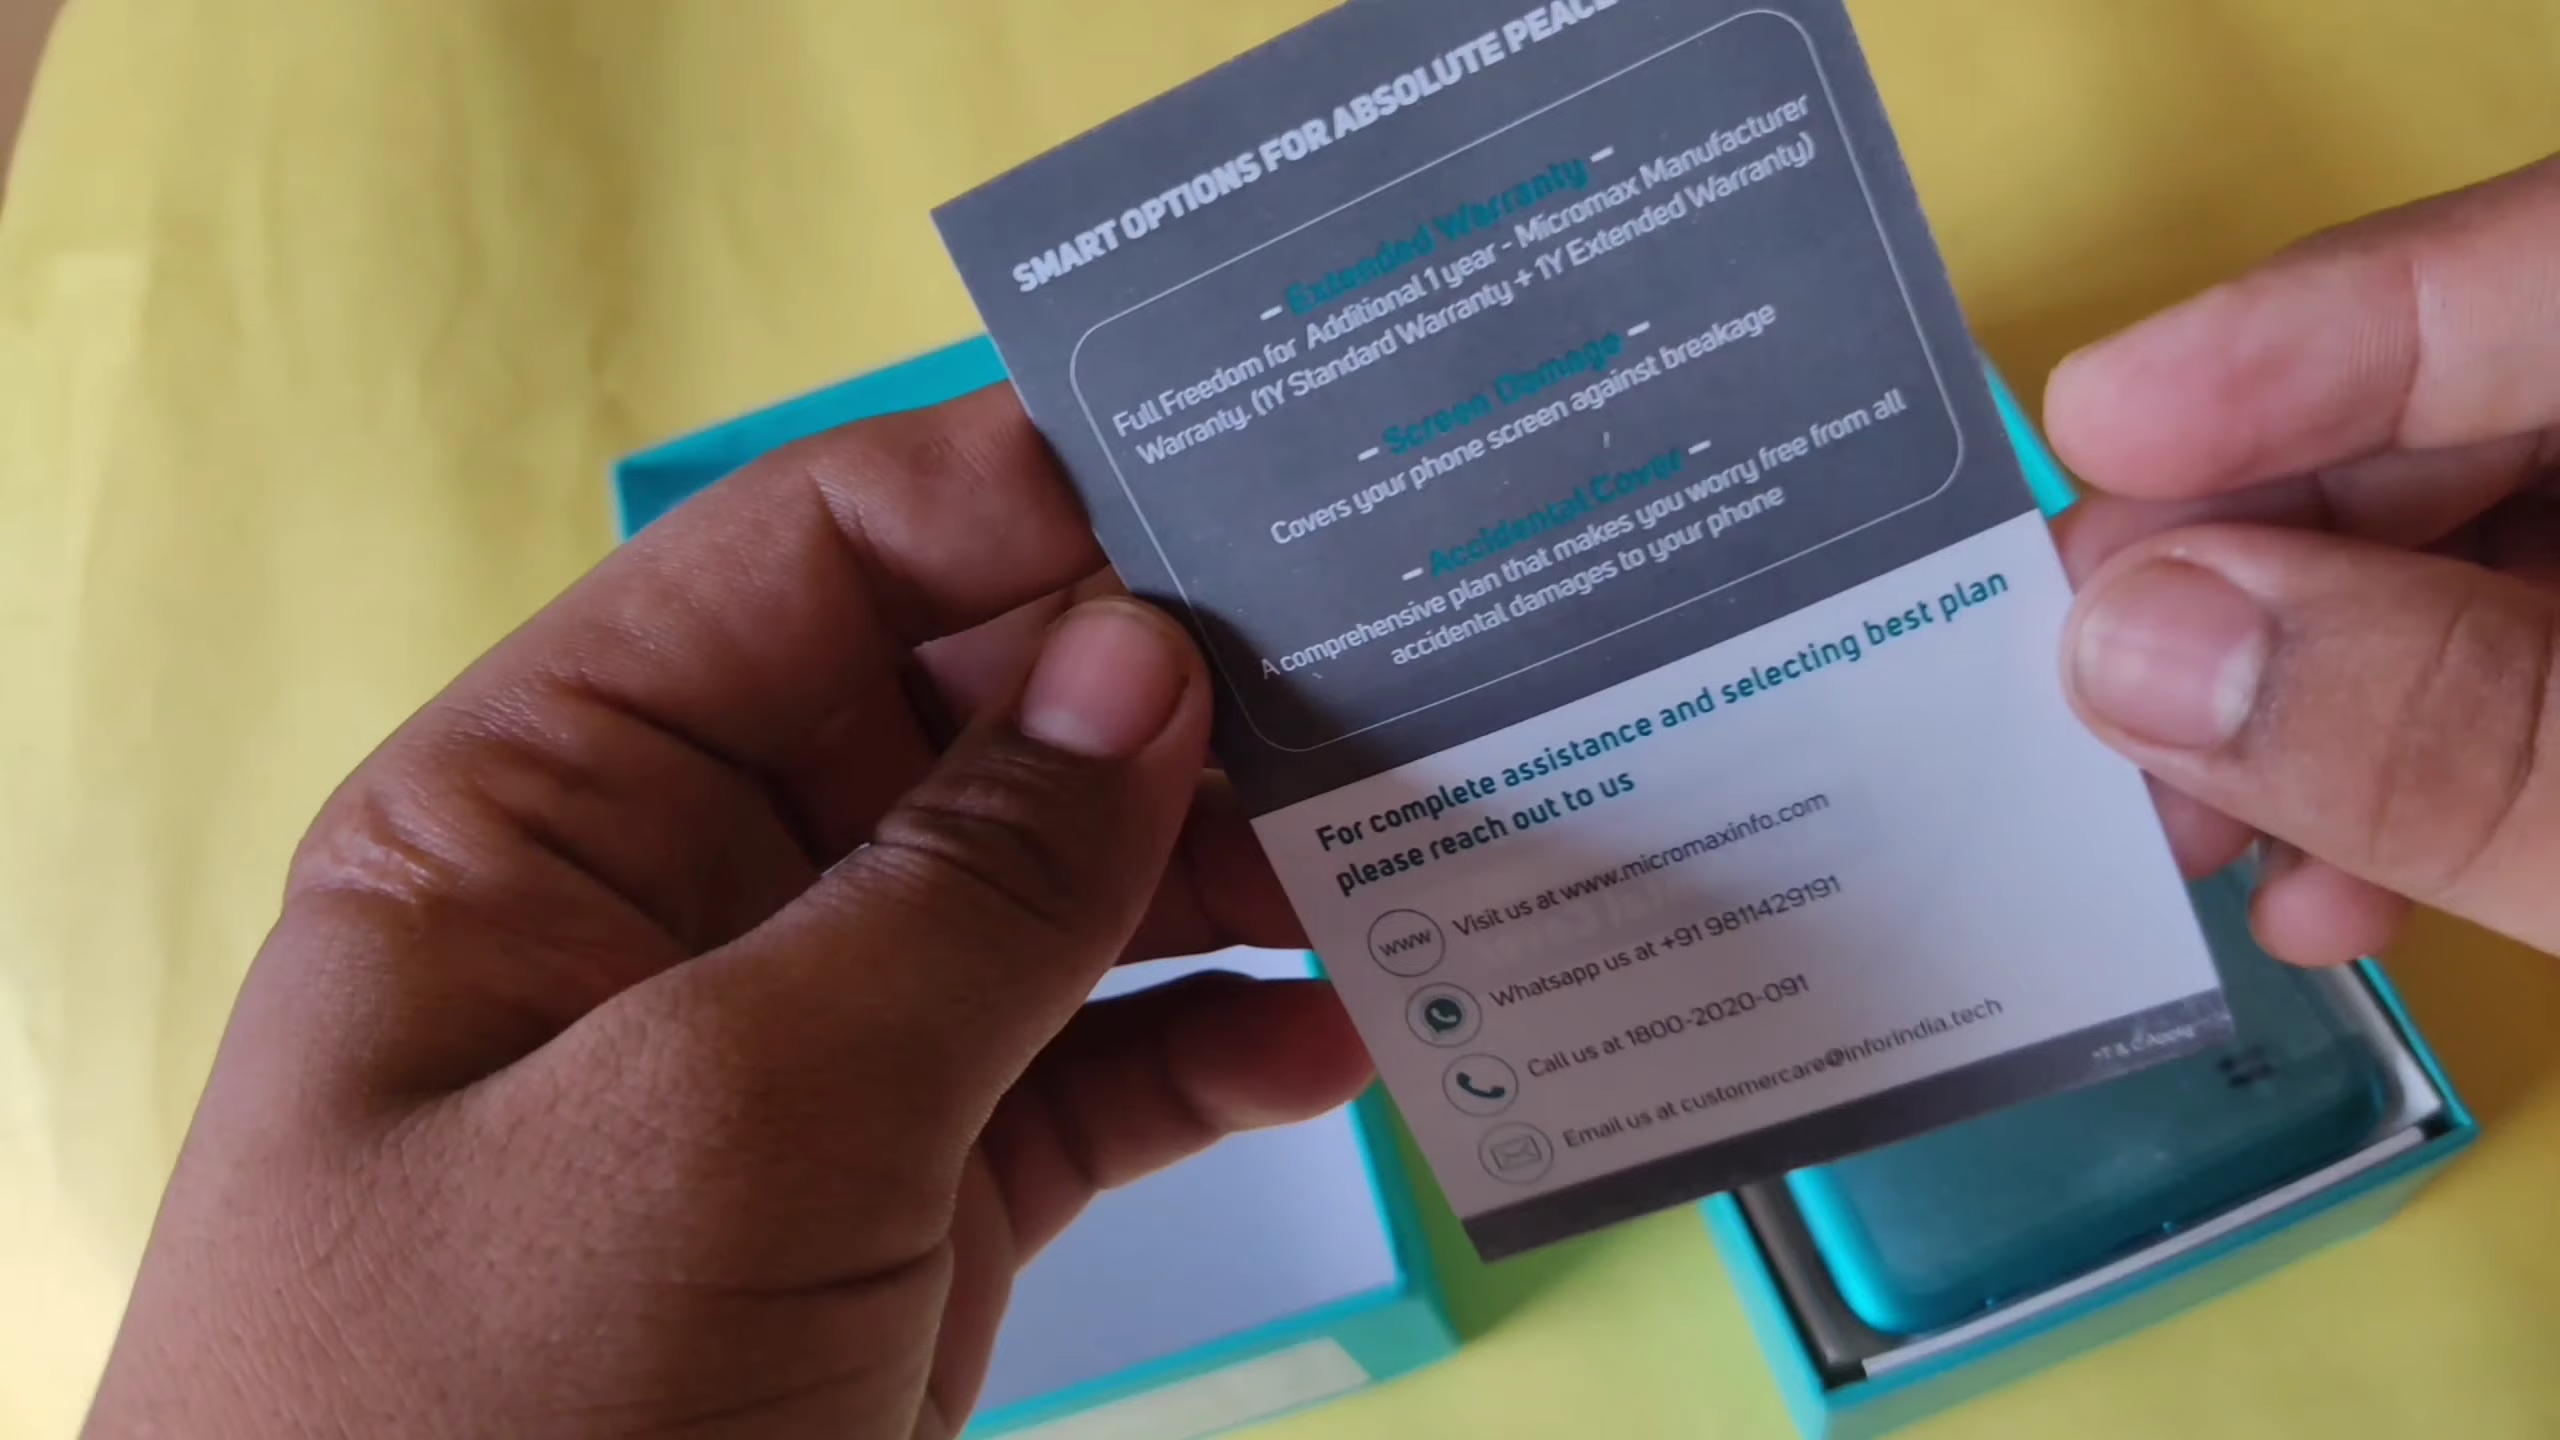 SMART OPTIONS FOR ABSOLUTE PEACE
– Extended Warranty –
Full Freedom for Additional 1 year - Micromax Manufacturer
Warranty. (1Y Standard Warranty + 1Y Extended Warranty)
– Screen Damage –
Covers your phone screen against breakage
– Accidental Cover –
A comprehensive plan that makes you worry free from all
accidental damages to your phone
For complete assistance and selecting best plan
please reach out to us
www Visit us at www.micromaxinfo.com
Whatsapp us at +91 9811429191
Call us at 1800-2020-091
Email us at customercare@inforindia.tech
*T & C Apply